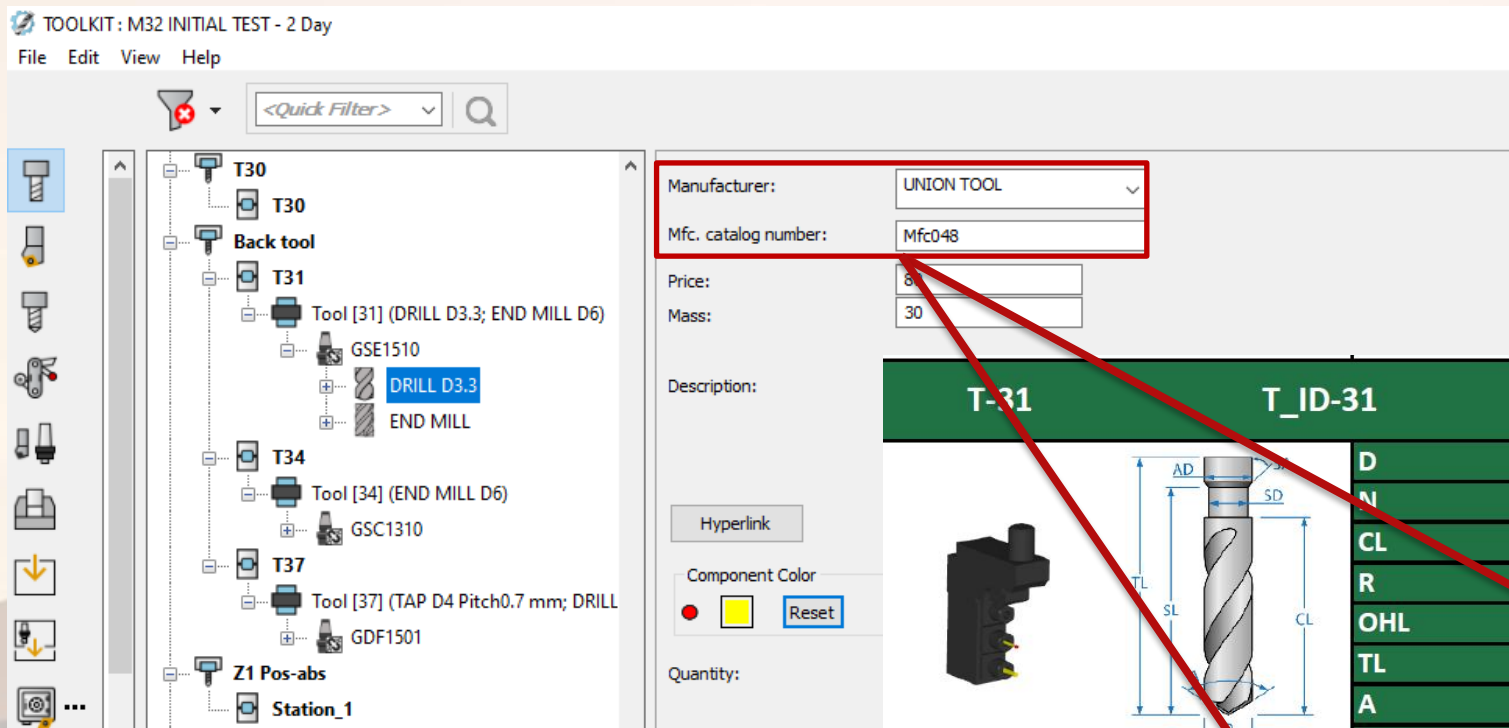 TOOLKIT : M32 INITIAL TEST - 2 Day
File Edit View Help
<Quick Filter>
T30
T30
Back tool
T31
Tool [31] (DRILL D3.3; END MILL D6)
GSE1510
DRILL D3.3
END MILL
T34
Tool [34] (END MILL D6)
GSC1310
T37
Tool [37] (TAP D4 Pitch0.7 mm; DRILL
GDF1501
Z1 Pos-abs
Station_1
Manufacturer: UNION TOOL
Mfc. catalog number: Mfc048
Price:
Mass: 30
Description:
Hyperlink
Component Color
Reset
Quantity:
T-31 T_ID-31
AD
SD
TL
SL
CL
D
N
CL
R
OHL
TL
A